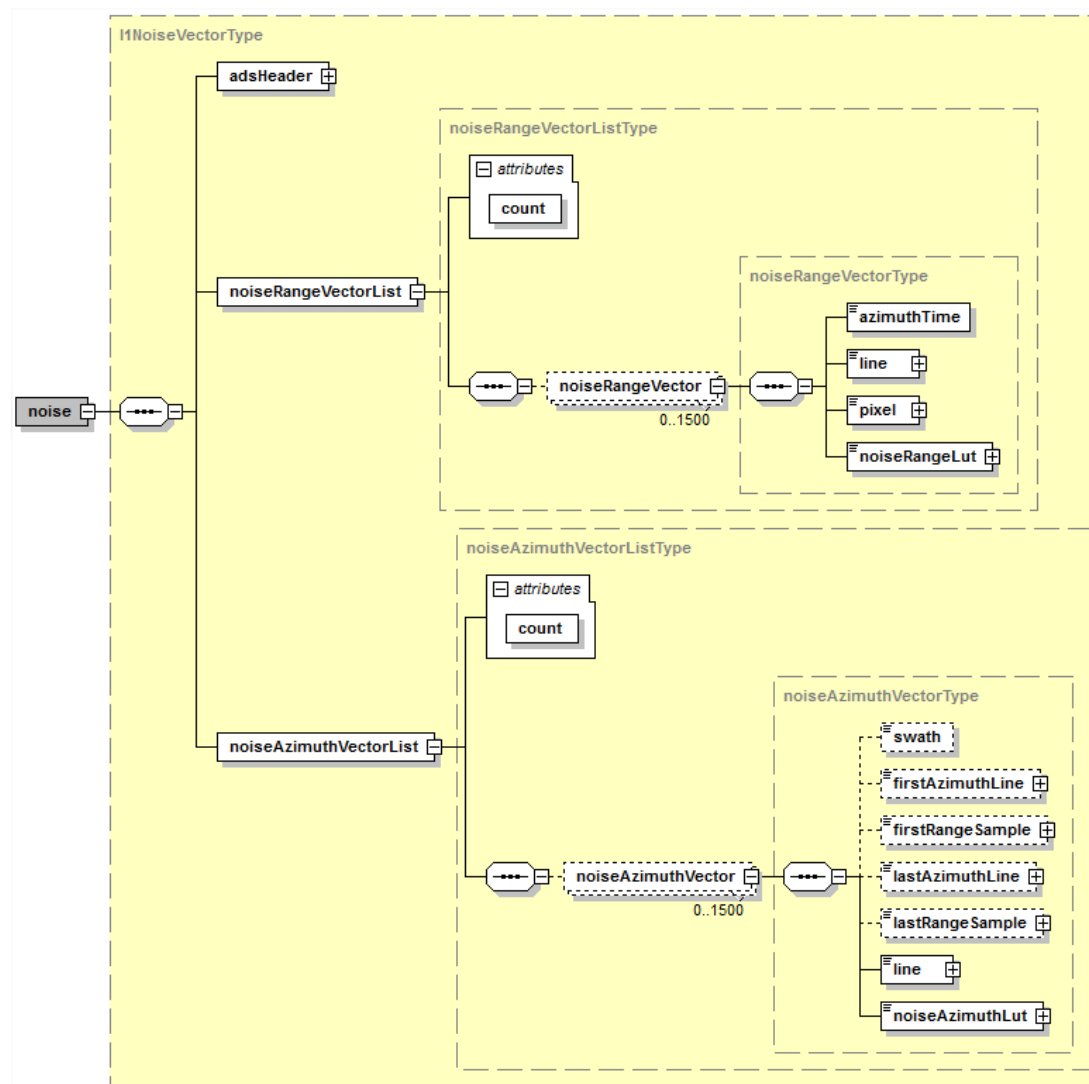 l1NoiseVectorType
adsHeader
noiseRangeVectorListType
attributes
count
noiseRangeVectorType
noiseRangeVectorList
azimuthTime
line
noise
noiseRangeVector
0..1500
pixel
noiseRangeLut
noiseAzimuthVectorListType
attributes
count
noiseAzimuthVectorType
noiseAzimuthVectorList
swath
firstAzimuthLine
firstRangeSample
noiseAzimuthVector
0..1500
lastAzimuthLine
lastRangeSample
line
noiseAzimuthLut